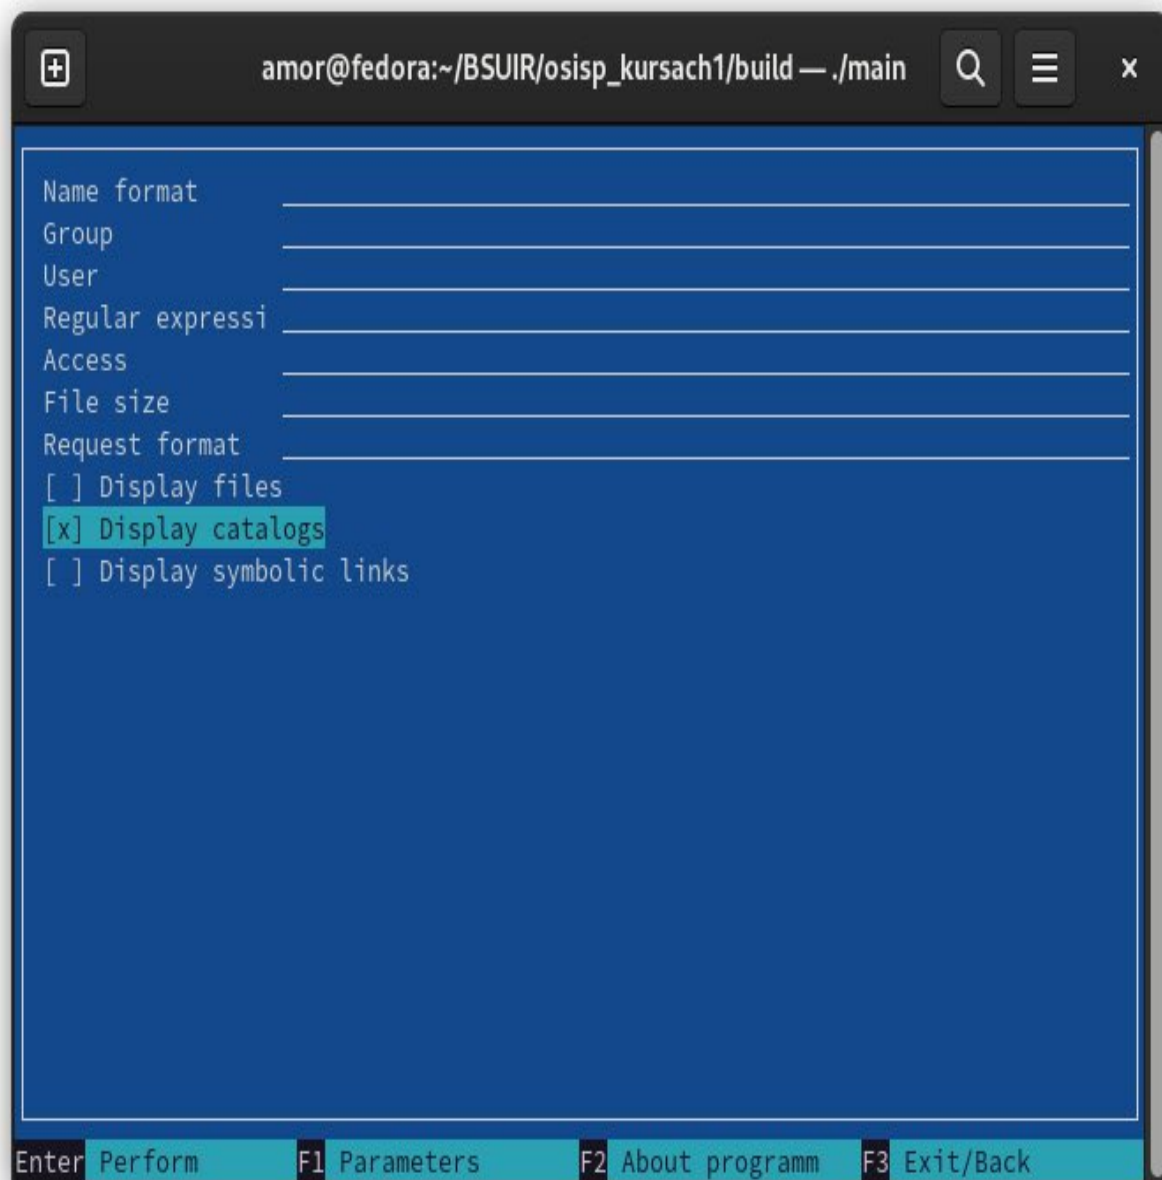 amor@fedora:~/BSUIR/osisp_kursach1/build — ./main
Name format
Group
User
Regular expressi
Access
File size
Request format
[ ] Display files
[x] Display catalogs
[ ] Display symbolic links
Enter Perform F1 Parameters F2 About programm F3 Exit/Back